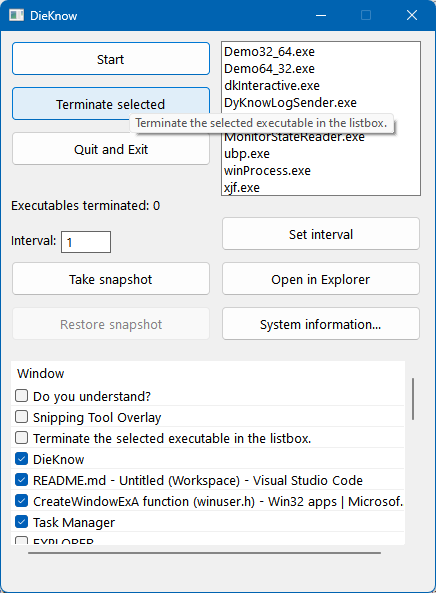 DieKnow
Start
Terminate selected
Quit and Exit
Demo32_64.exe
Demo64_32.exe
dkInteractive.exe
DyKnowLogSender.exe
Terminate the selected executable in the listbox.
MonitorStateReader.exe
ubp.exe
winProcess.exe
xjf.exe
Executables terminated: 0
Interval: 1
Set interval
Take snapshot
Open in Explorer
Restore snapshot
System information...
Window
Do you understand?
Snipping Tool Overlay
Terminate the selected executable in the listbox.
DieKnow
README.md - Untitled (Workspace) - Visual Studio Code
CreateWindowExA function (winuser.h) - Win32 apps | Microsof.
Task Manager
EXPLORER